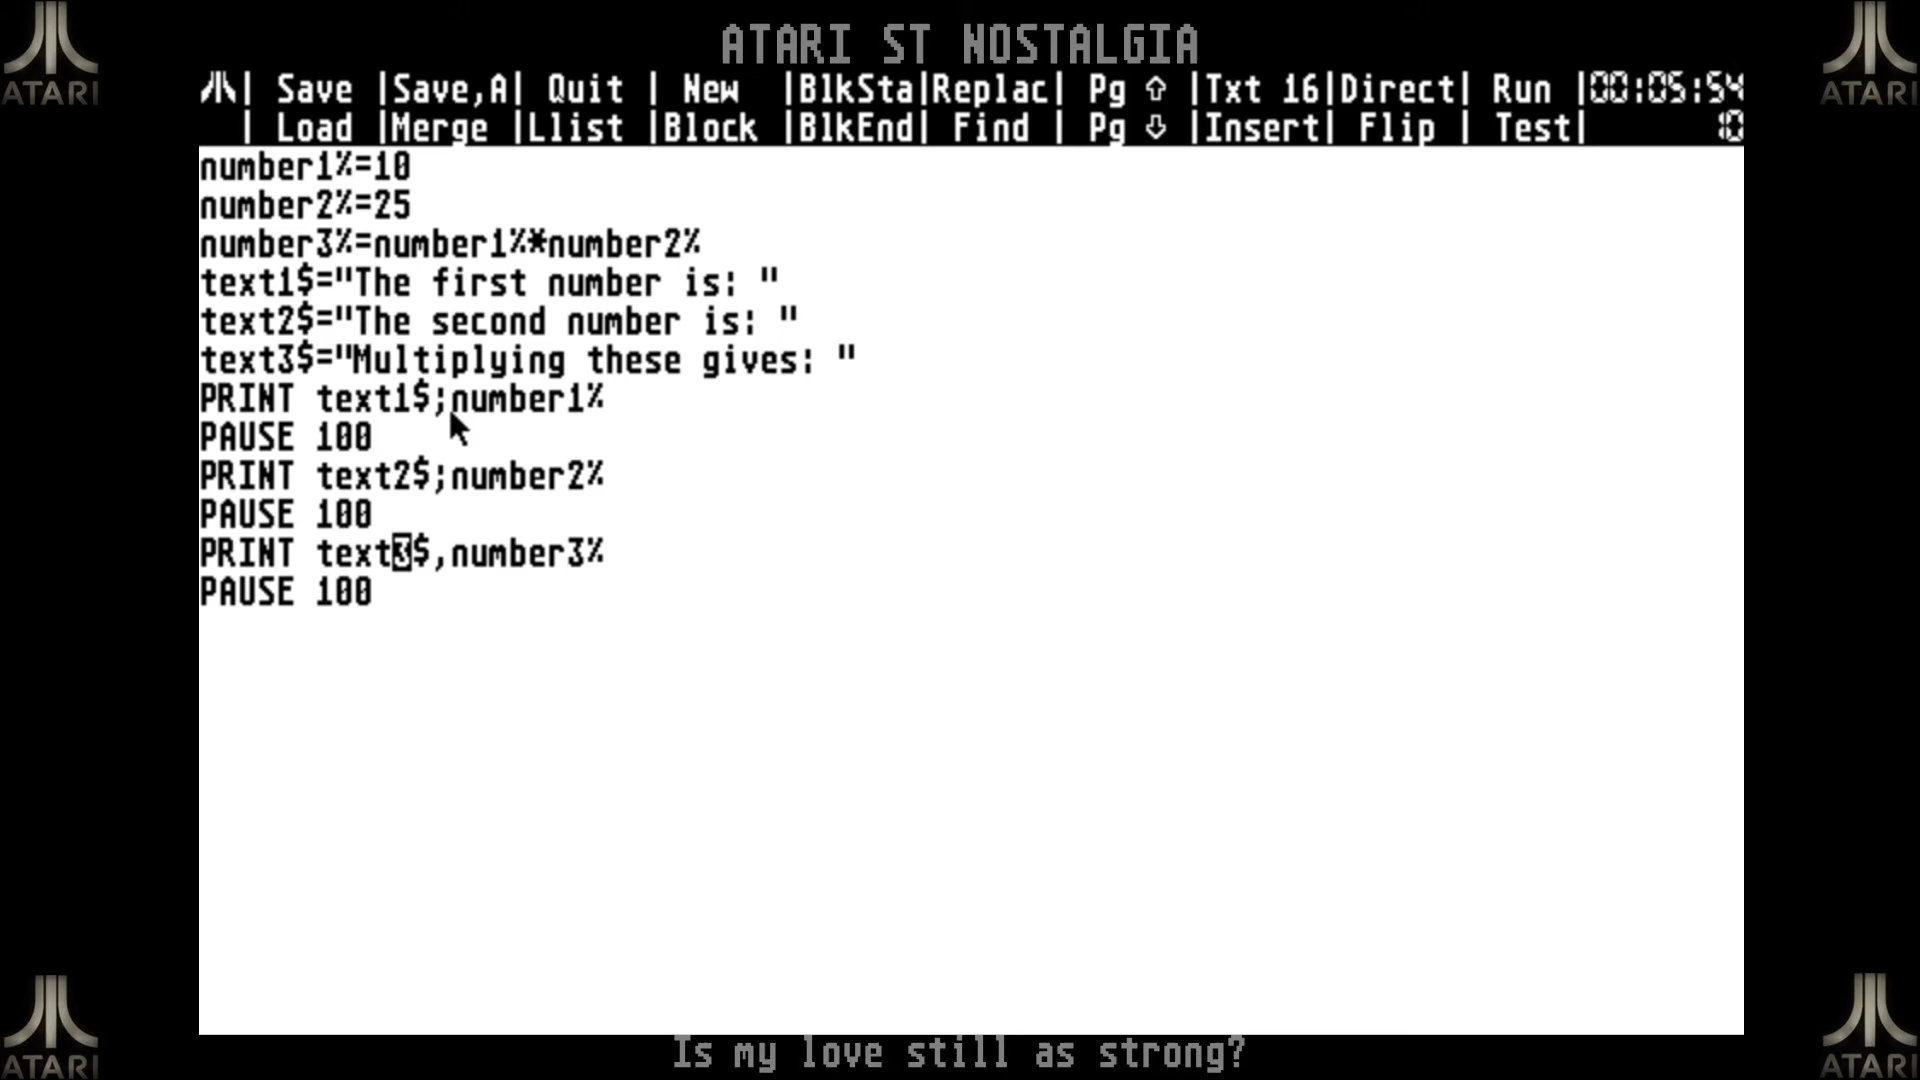 ATARI ST NOSTALGIA
| Save |Save,A| Quit | New |BlkSta|Replac| Pg ⇧ |Txt 16|Direct| Run |00:05:54
| Load |Merge |Llist |Block |BlkEnd| Find | Pg ⇩ |Insert| Flip | Test| 10
number1%=10
number2%=25
number3%=number1%*number2%
text1$="The first number is: "
text2$="The second number is: "
text3$="Multiplying these gives: "
PRINT text1$;number1%
PAUSE 100
PRINT text2$;number2%
PAUSE 100
PRINT text3$,number3%
PAUSE 100
Is my love still as strong?
ATARI
ATARI
ATARI
ATARI